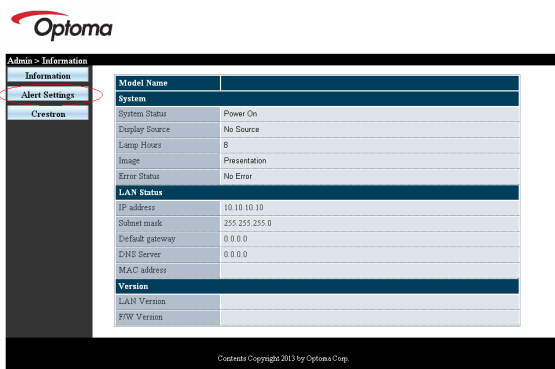 Optoma
Admin > Information
Information
Alert Settings
Crestron
Model Name
System
System Status Power On
Display Source No Source
Lamp Hours 8
Image Presentation
Error Status No Error
LAN Status
IP address 10.10.10.10
Subnet mask 255.255.255.0
Default gateway 0.0.0.0
DNS Server 0.0.0.0
MAC address
Version
LAN Version
F/W Version
Contents Copyright 2013 by Optoma Corp.